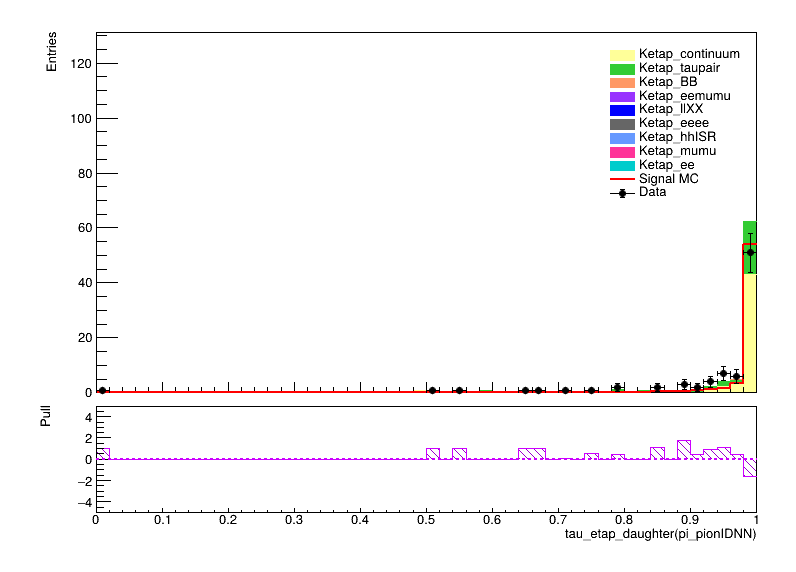 Entries
120
100
80
60
40
20
0
Ketap_continuum
Ketap_taupair
Ketap_BB
Ketap_eemumu
Ketap_llXX
Ketap_eeee
Ketap_hhISR
Ketap_mumu
Ketap_ee
Signal MC
Data
Pull
4
2
0
−2
−4
0 0.1 0.2 0.3 0.4 0.5 0.6 0.7 0.8 0.9 1
tau_etap_daughter(pi_pionIDNN)